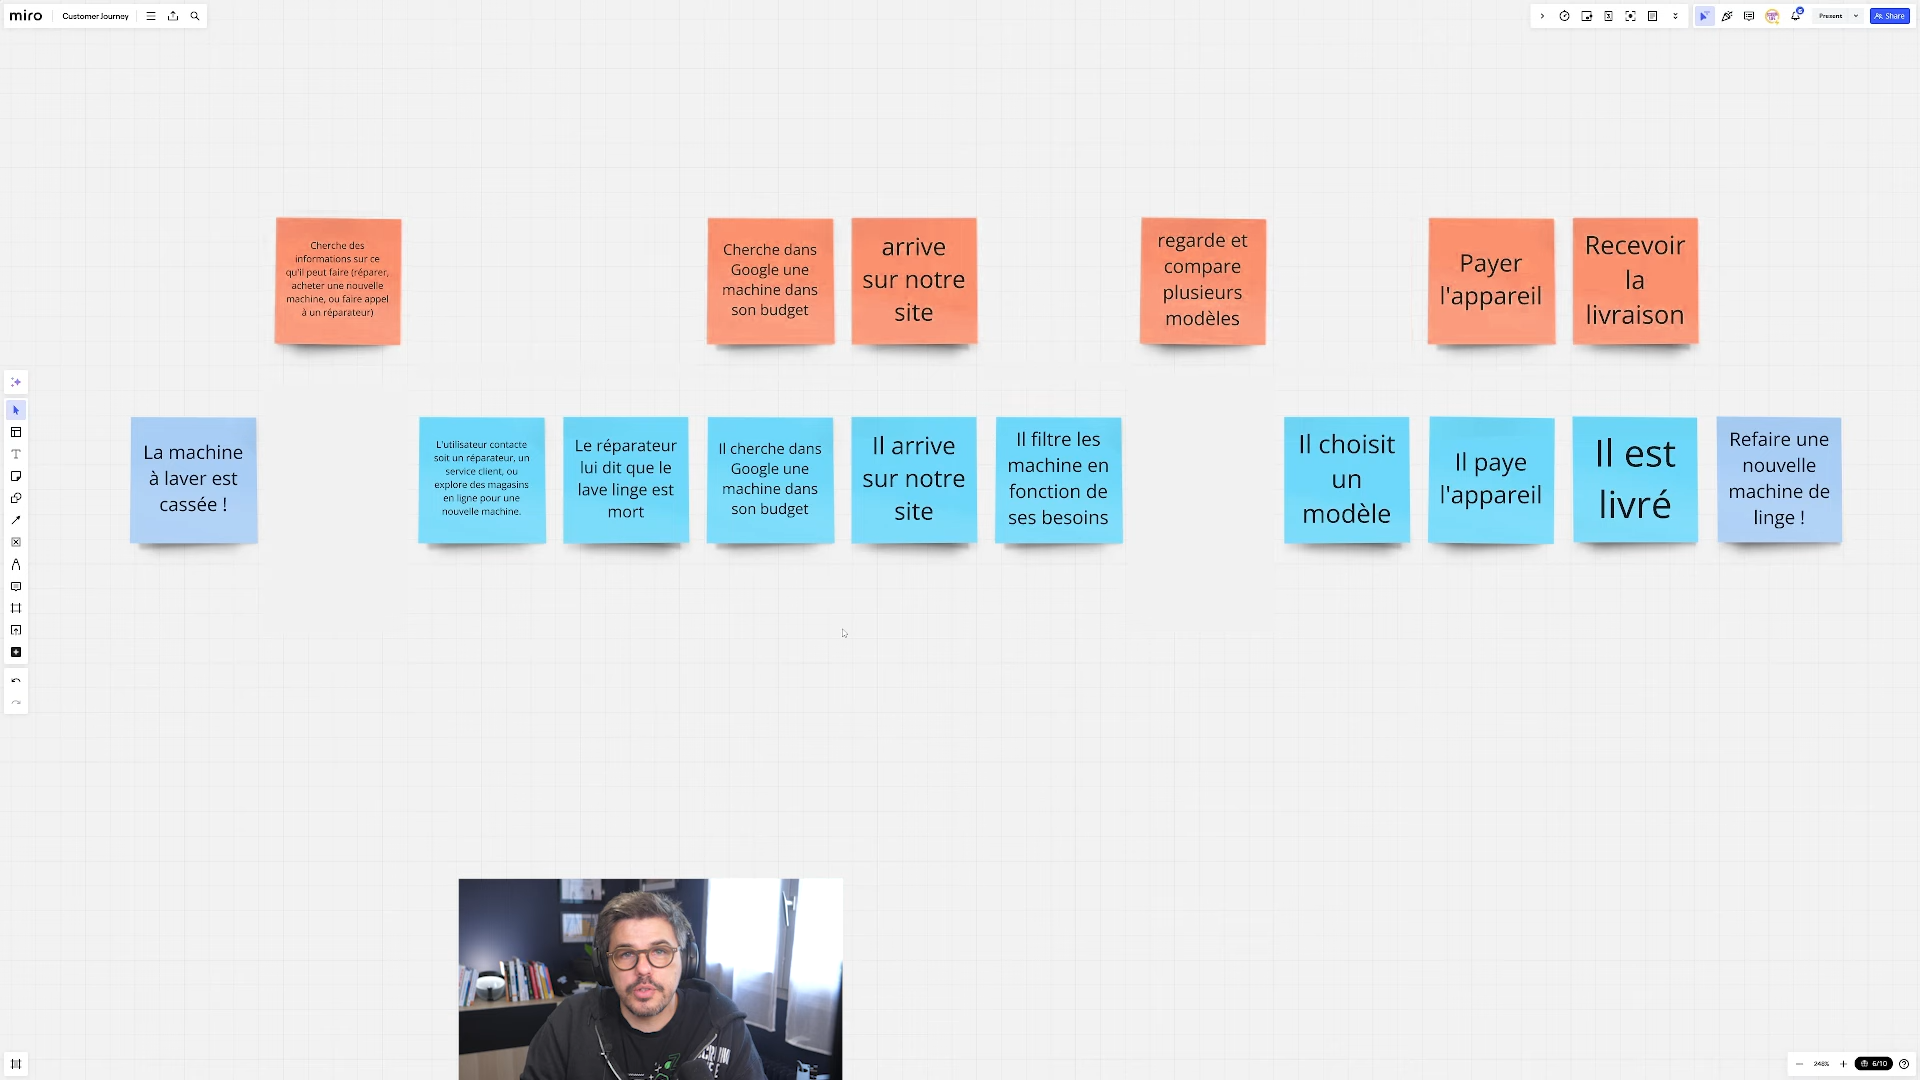 miro
Customer Journey
Present
Share
Cherche des
informations sur ce
qu'il peut faire (réparer,
acheter une nouvelle
machine, ou faire appel
à un réparateur)
Cherche dans
Google une
machine dans
son budget
arrive
sur notre
site
regarde et
compare
plusieurs
modèles
Payer
l'appareil
Recevoir
la
livraison
La machine
à laver est
cassée !
L'utilisateur contacte
soit un réparateur, un
service client, ou
explore des magasins
en ligne pour une
nouvelle machine.
Le réparateur
lui dit que le
lave linge est
mort
Il cherche dans
Google une
machine dans
son budget
Il arrive
sur notre
site
Il filtre les
machine en
fonction de
ses besoins
Il choisit
un
modèle
Il paye
l'appareil
Il est
livré
Refaire une
nouvelle
machine de
linge !
248%
6/10